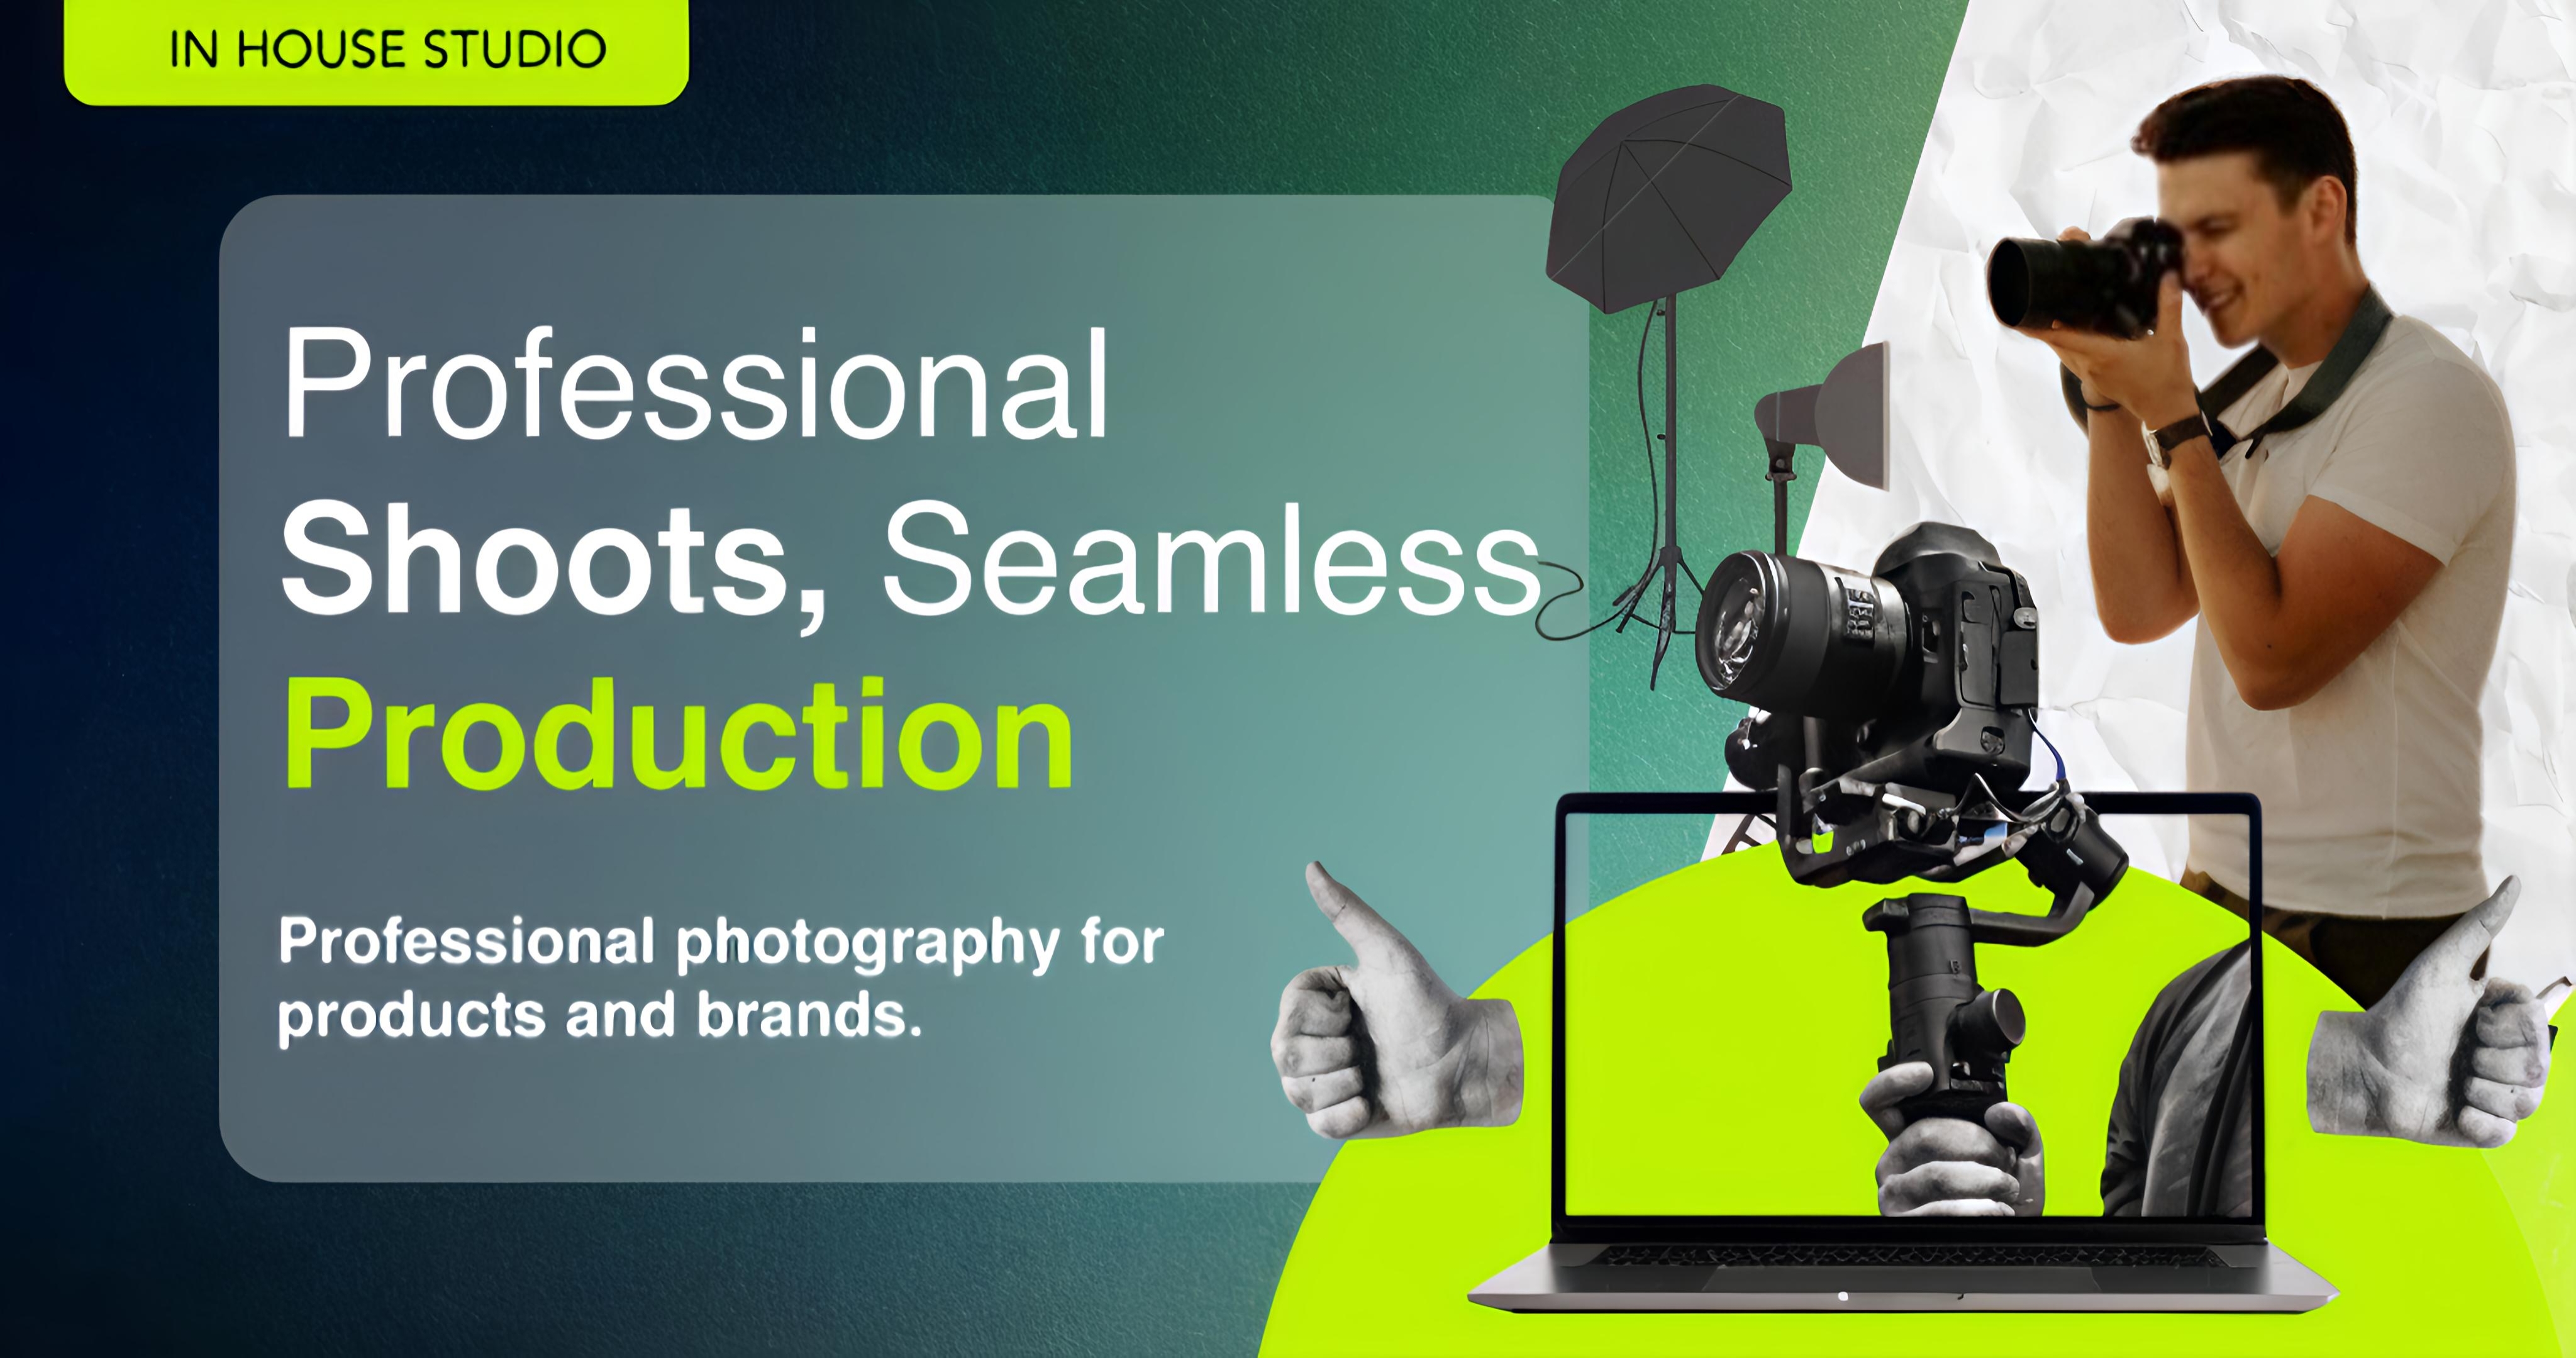 IN HOUSE STUDIO
Professional
Shoots, Seamless
Production
Professional photography for
products and brands.